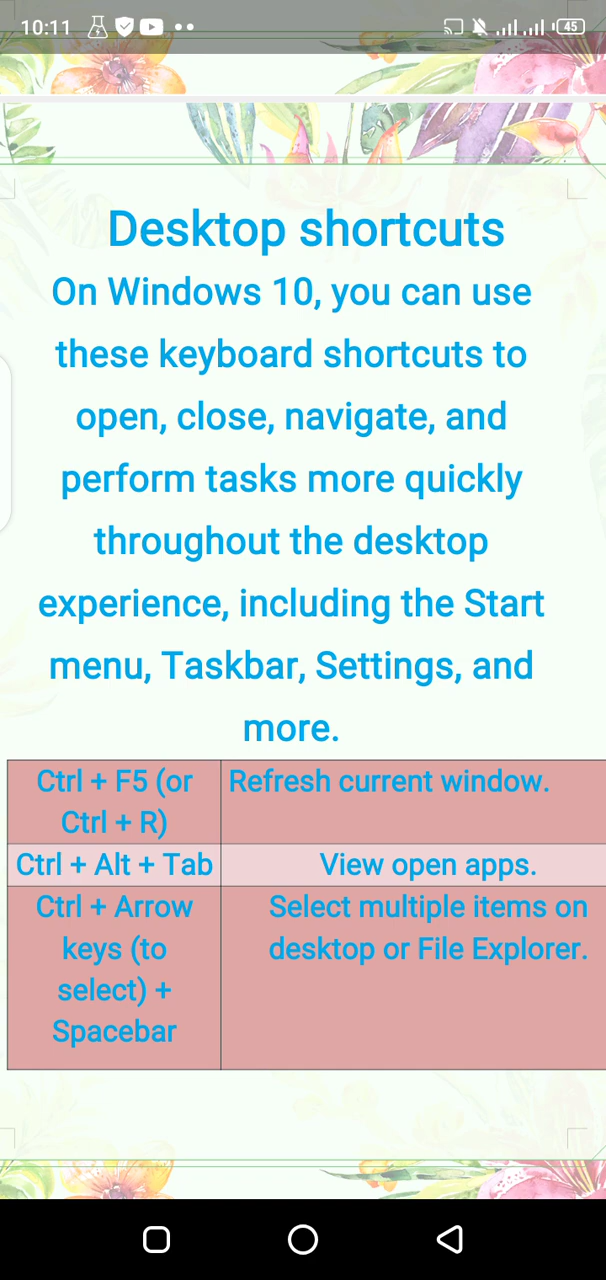 10:11
45
Desktop shortcuts
On Windows 10, you can use
these keyboard shortcuts to
open, close, navigate, and
perform tasks more quickly
throughout the desktop
experience, including the Start
menu, Taskbar, Settings, and
more.
Ctrl + F5 (or
Ctrl + R)
Refresh current window.
Ctrl + Alt + Tab
View open apps.
Ctrl + Arrow
keys (to
select) +
Spacebar
Select multiple items on
desktop or File Explorer.